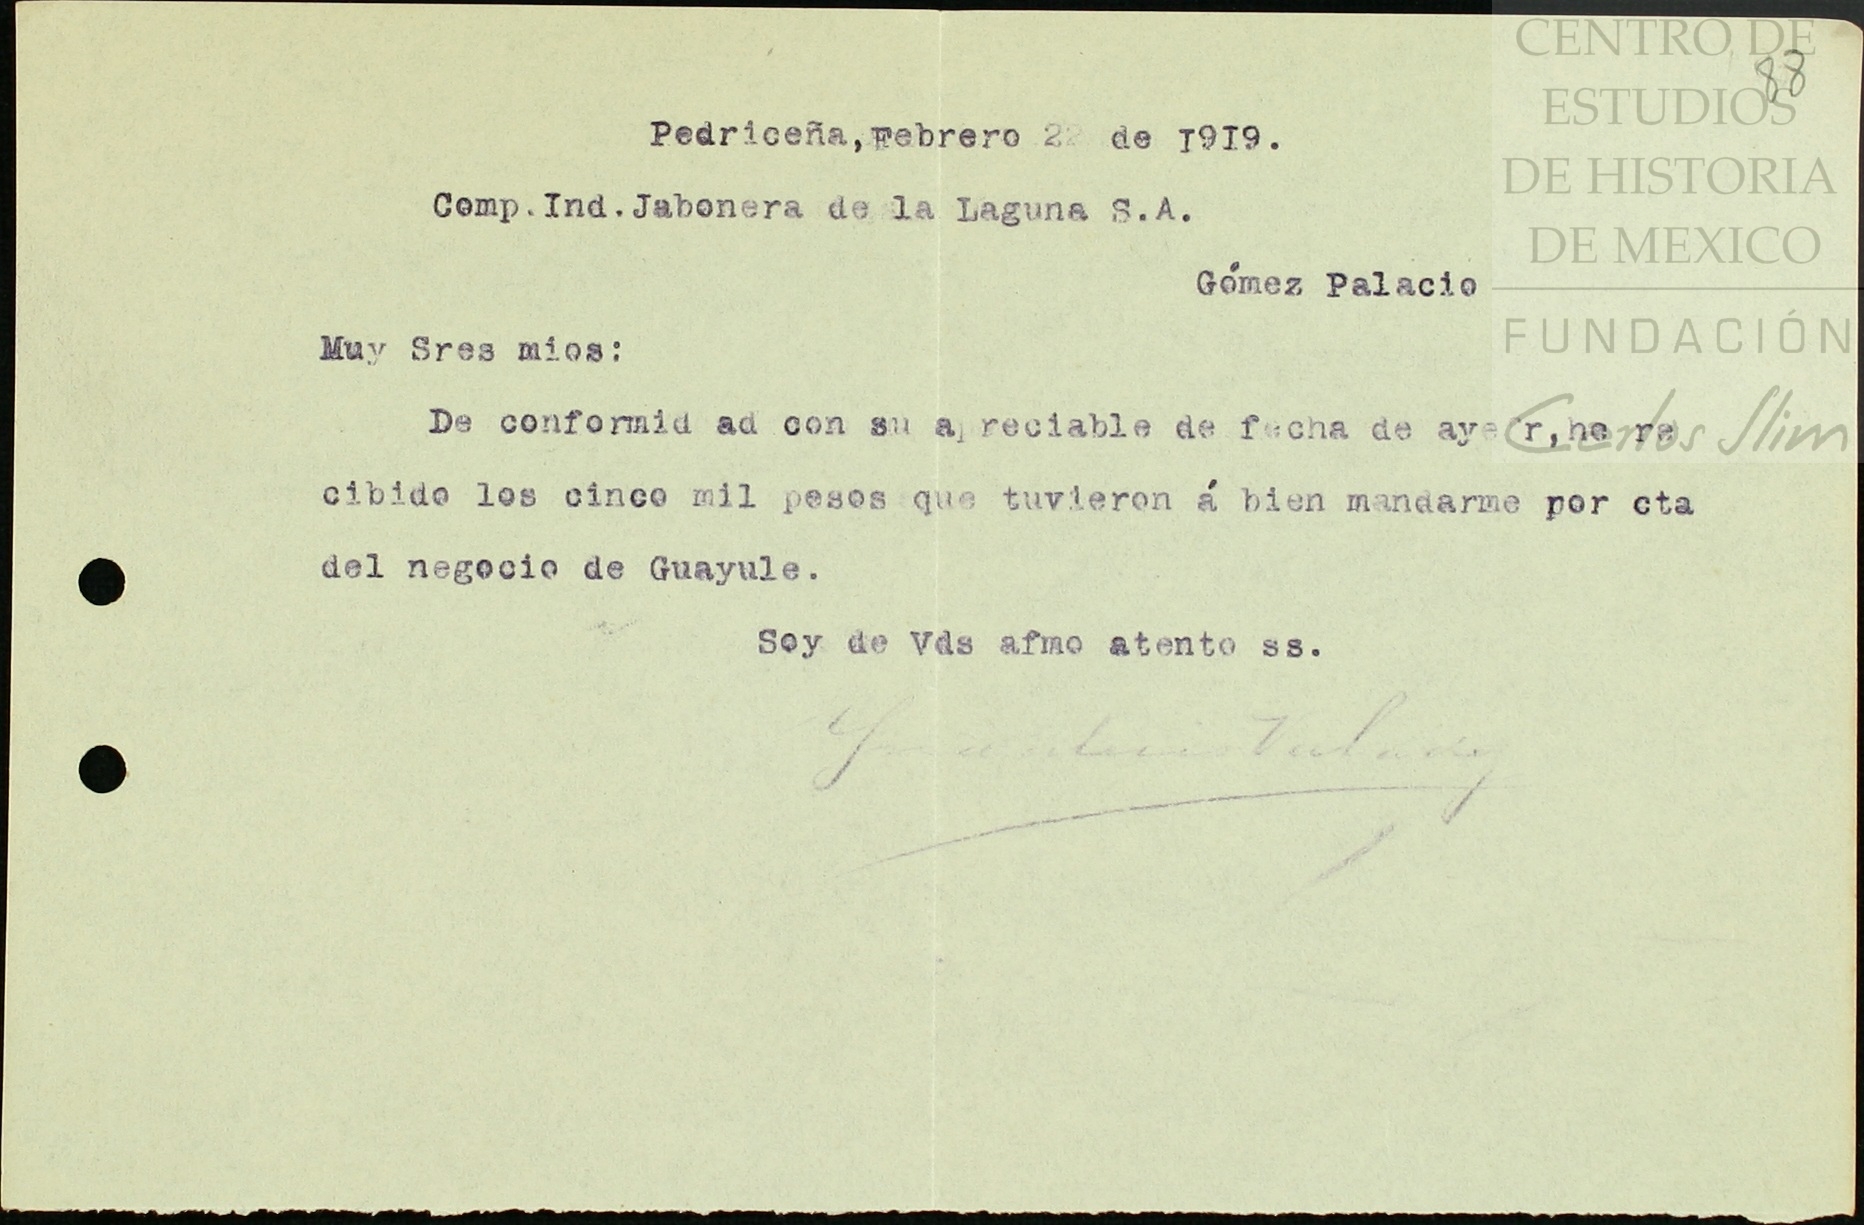 88
Pedriceña, Febrero 22 de 1919.
Comp. Ind. Jabonera de la Laguna S.A.
Gómez Palacio
Muy Sres mios:
De conformid ad con su apreciable de fecha de ayer, he re
cibido los cinco mil pesos que tuvieron á bien mandarme por cta
del negocio de Guayule.
Soy de Vds afmo atento ss.
CENTRO DE
ESTUDIOS
DE HISTORIA
DE MEXICO
FUNDACIÓN
Carlos Slim